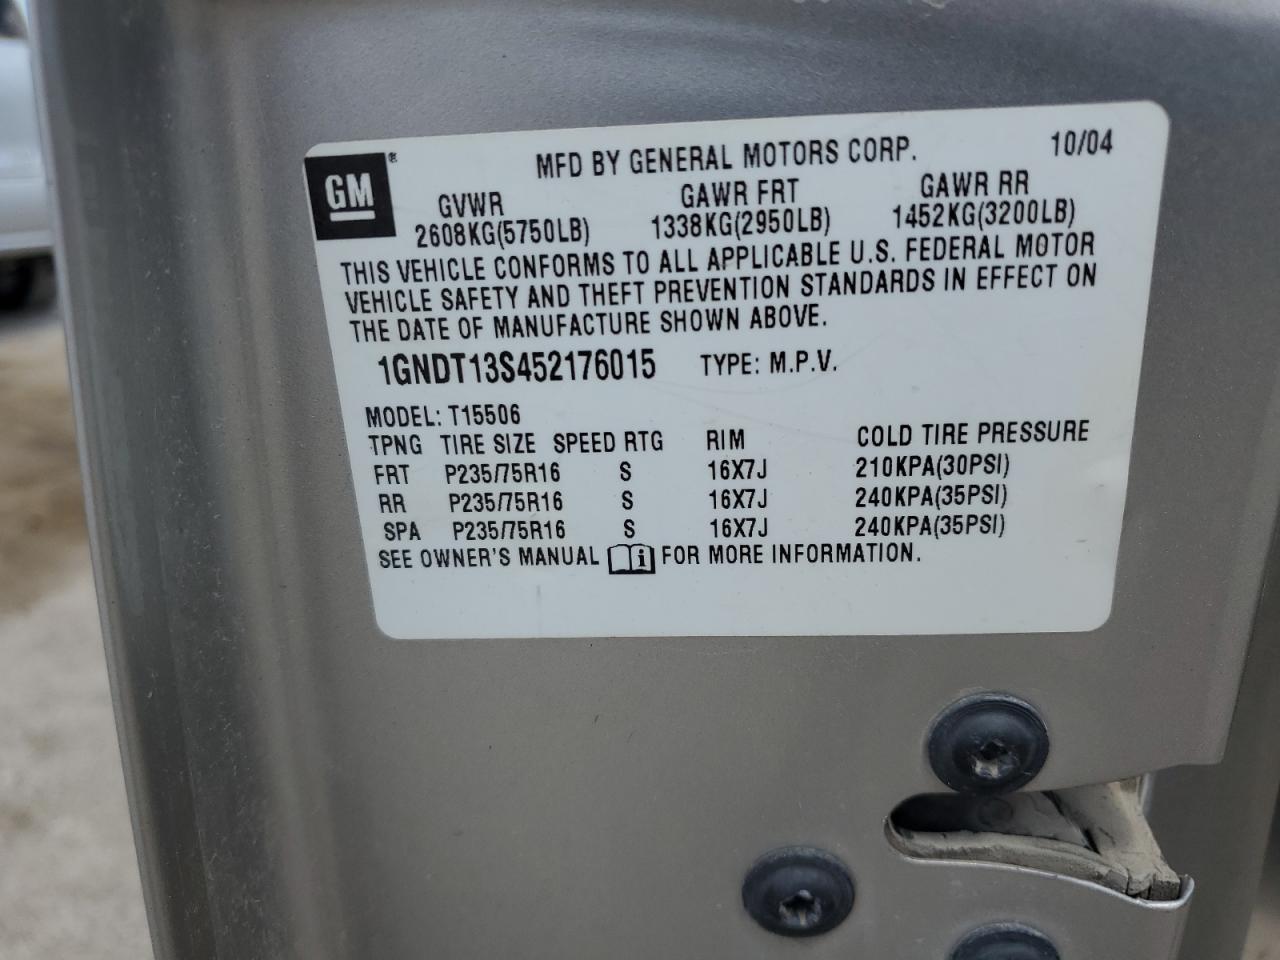 GM®
MFD BY GENERAL MOTORS CORP. 10/04
GVWR GAWR FRT GAWR RR
2608KG(5750LB) 1338KG(2950LB) 1452KG(3200LB)
THIS VEHICLE CONFORMS TO ALL APPLICABLE U.S. FEDERAL MOTOR
VEHICLE SAFETY AND THEFT PREVENTION STANDARDS IN EFFECT ON
THE DATE OF MANUFACTURE SHOWN ABOVE.
1GNDT13S452176015 TYPE: M.P.V.
MODEL: T15506
TPNG TIRE SIZE SPEED RTG RIM COLD TIRE PRESSURE
FRT P235/75R16 S 16X7J 210KPA(30PSI)
RR P235/75R16 S 16X7J 240KPA(35PSI)
SPA P235/75R16 S 16X7J 240KPA(35PSI)
SEE OWNER'S MANUAL i FOR MORE INFORMATION.